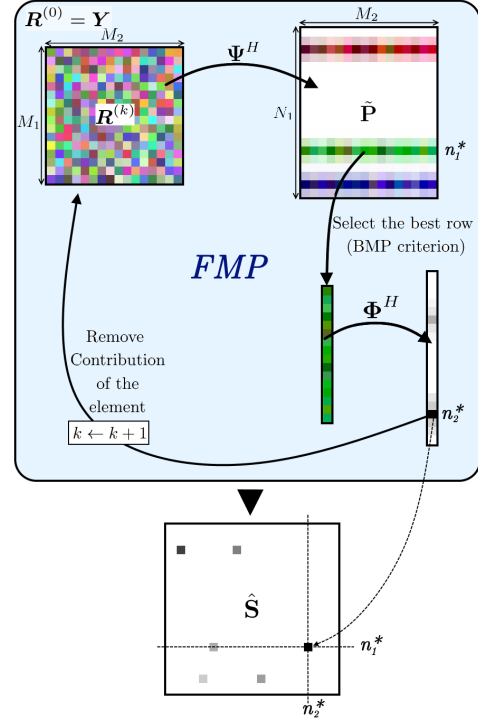 R^(0) = Y
M_2
M_1
R^(k)
Ψ^H
M_2
N_1
P̃
n_1^*
Select the best row
(BMP criterion)
FMP
Φ^H
Remove
Contribution
of the
element
k ← k + 1
n_2^*
Ŝ
n_1^*
n_2^*